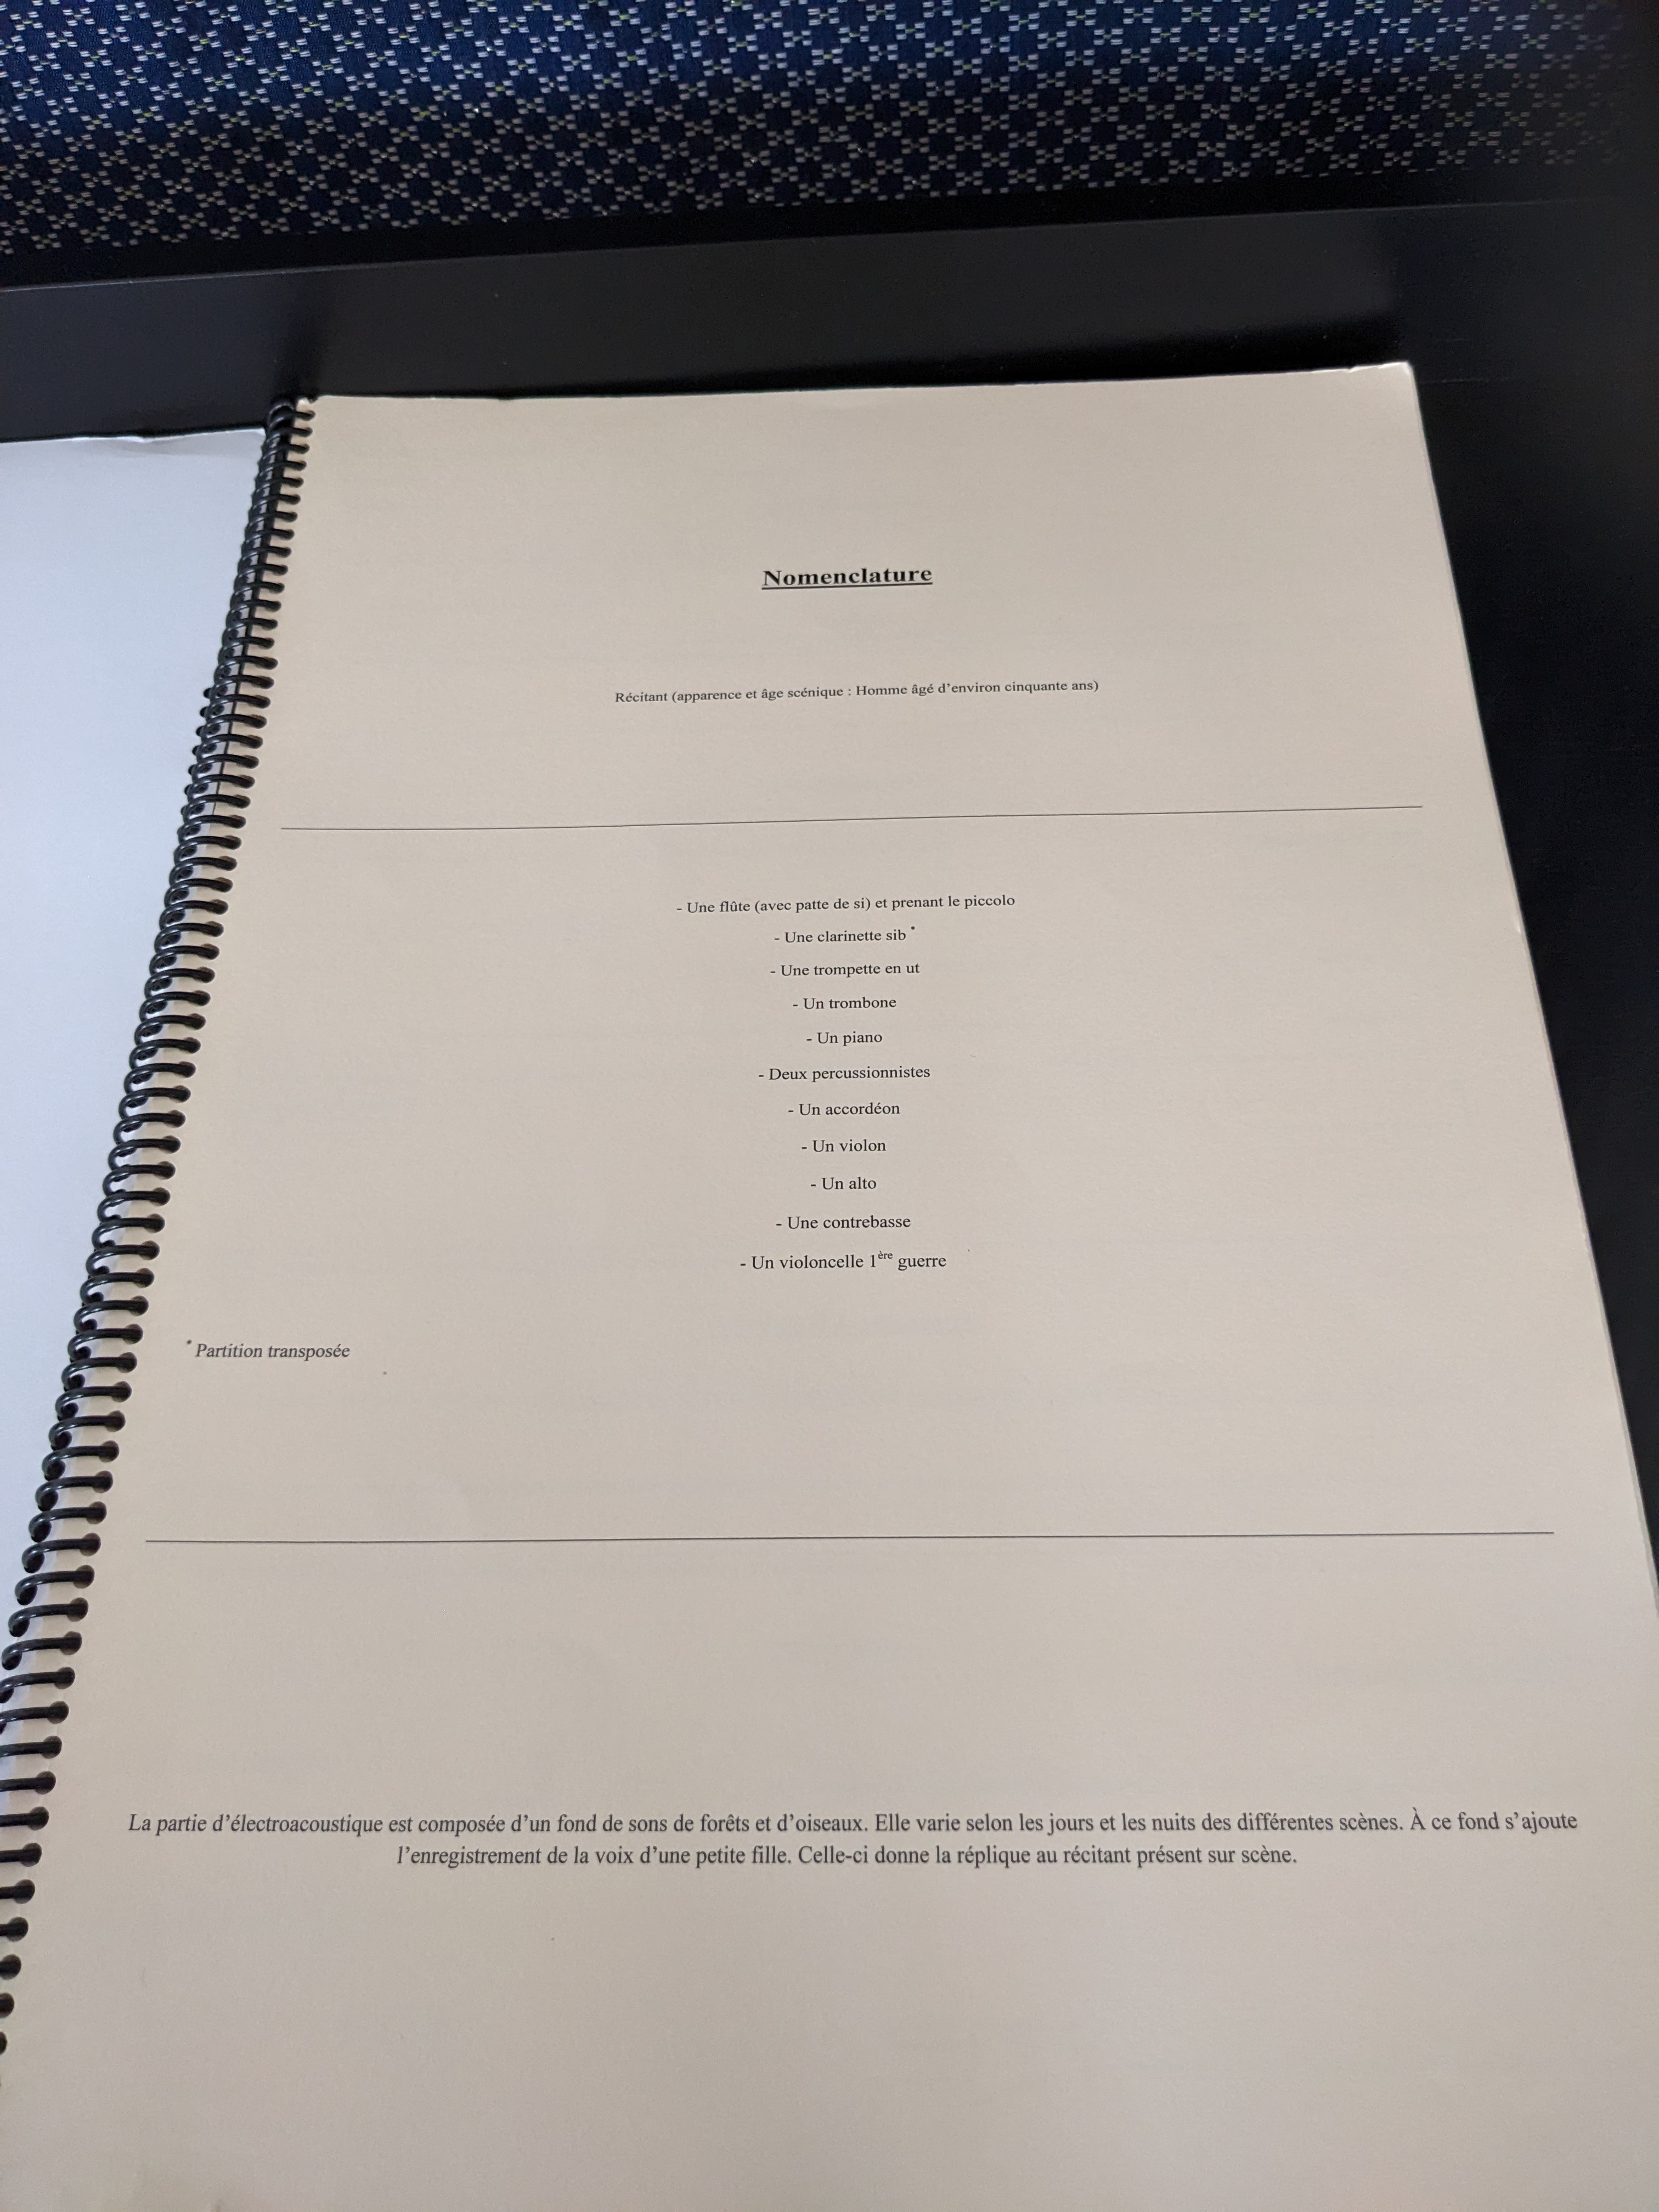 Nomenclature
Récitant (apparence et âge scénique : Homme âgé d'environ cinquante ans)
- Une flûte (avec patte de si) et prenant le piccolo
- Une clarinette sib *
- Une trompette en ut
- Un trombone
- Un piano
- Deux percussionnistes
- Un accordéon
- Un violon
- Un alto
- Une contrebasse
- Un violoncelle 1ère guerre
* Partition transposée
La partie d'électroacoustique est composée d'un fond de sons de forêts et d'oiseaux. Elle varie selon les jours et les nuits des différentes scènes. À ce fond s'ajoute
l'enregistrement de la voix d'une petite fille. Celle-ci donne la réplique au récitant présent sur scène.